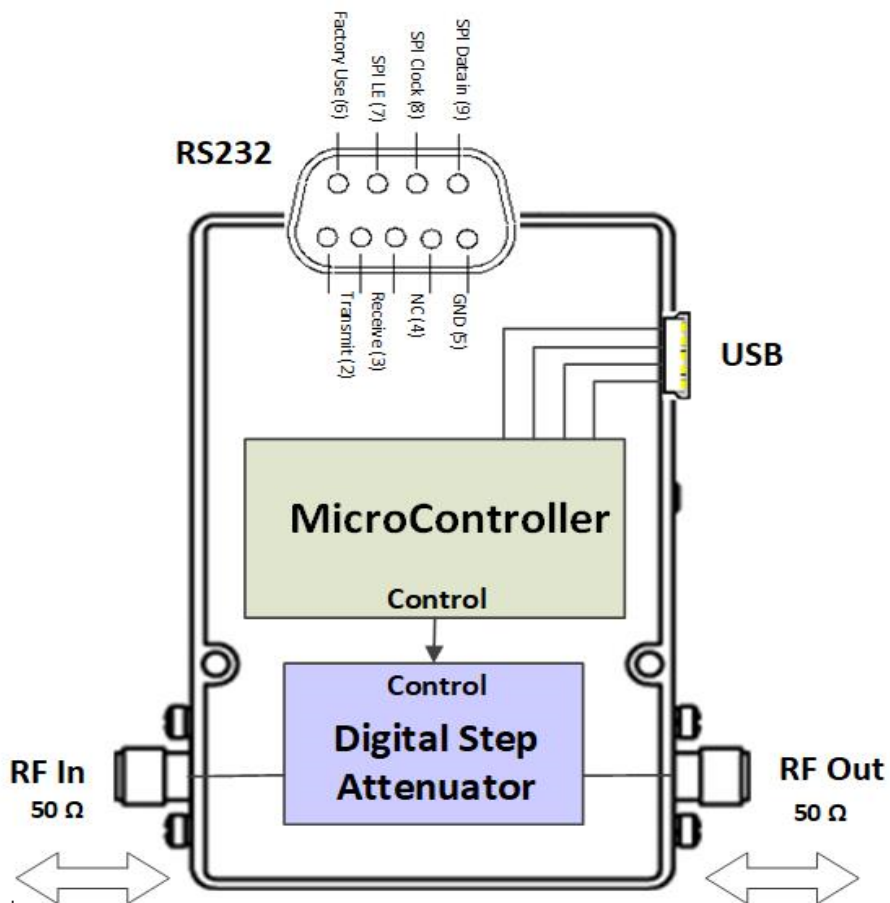 Factory Use (6)
SPI LE (7)
SPI Clock (8)
SPI Data in (9)
RS232
Transmit (2)
Receive (3)
NC (4)
GND (5)
USB
MicroController
Control
Control
Digital Step
Attenuator
RF In
50 Ω
RF Out
50 Ω